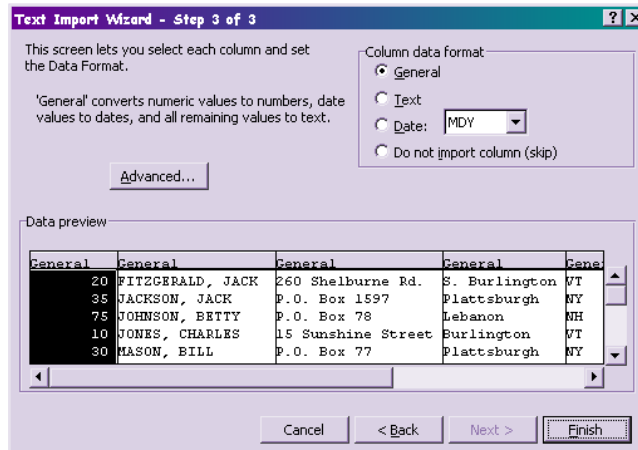 Text Import Wizard - Step 3 of 3
This screen lets you select each column and set
the Data Format.
'General' converts numeric values to numbers, date
values to dates, and all remaining values to text.
Advanced...
Column data format
General
Text
Date: MDY
Do not import column (skip)
Data preview
General General General General Gene
20 FITZGERALD, JACK 260 Shelburne Rd. S. Burlington VT
35 JACKSON, JACK P.O. Box 1597 Plattsburgh NY
75 JOHNSON, BETTY P.O. Box 78 Lebanon NH
10 JONES, CHARLES 15 Sunshine Street Burlington VT
30 MASON, BILL P.O. Box 77 Plattsburgh NY
Cancel < Back Next > Finish